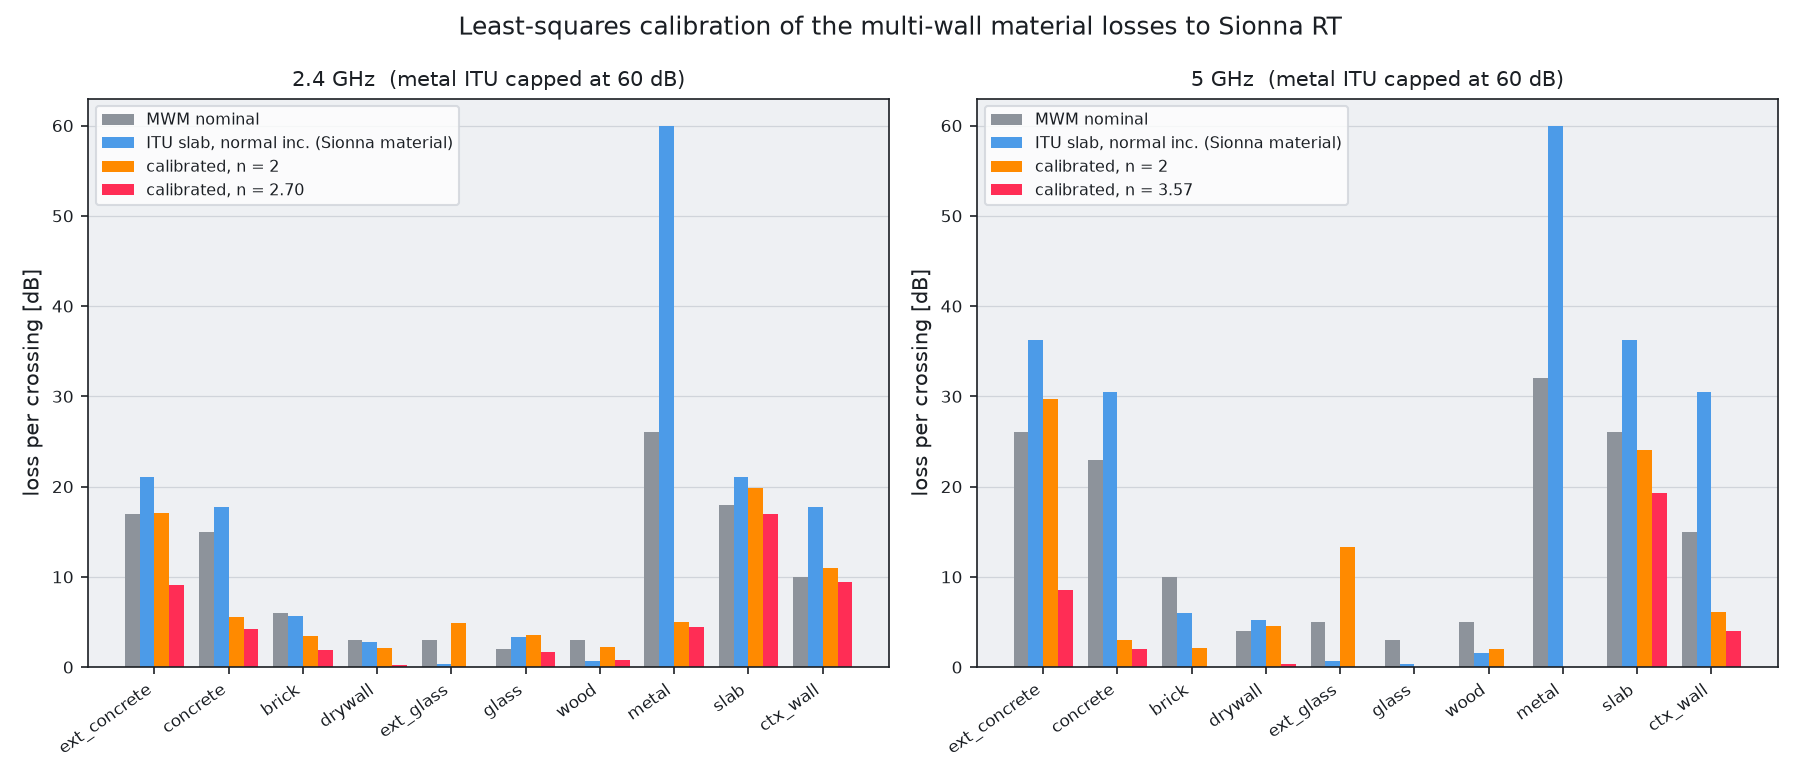 Least-squares calibration of the multi-wall material losses to Sionna RT
2.4 GHz  (metal ITU capped at 60 dB)
MWM nominal
ITU slab, normal inc. (Sionna material)
calibrated, n = 2
calibrated, n = 2.70
loss per crossing [dB]
60
50
40
30
20
10
0
ext_concrete
concrete
brick
drywall
ext_glass
glass
wood
metal
slab
ctx_wall
5 GHz  (metal ITU capped at 60 dB)
MWM nominal
ITU slab, normal inc. (Sionna material)
calibrated, n = 2
calibrated, n = 3.57
loss per crossing [dB]
60
50
40
30
20
10
0
ext_concrete
concrete
brick
drywall
ext_glass
glass
wood
metal
slab
ctx_wall